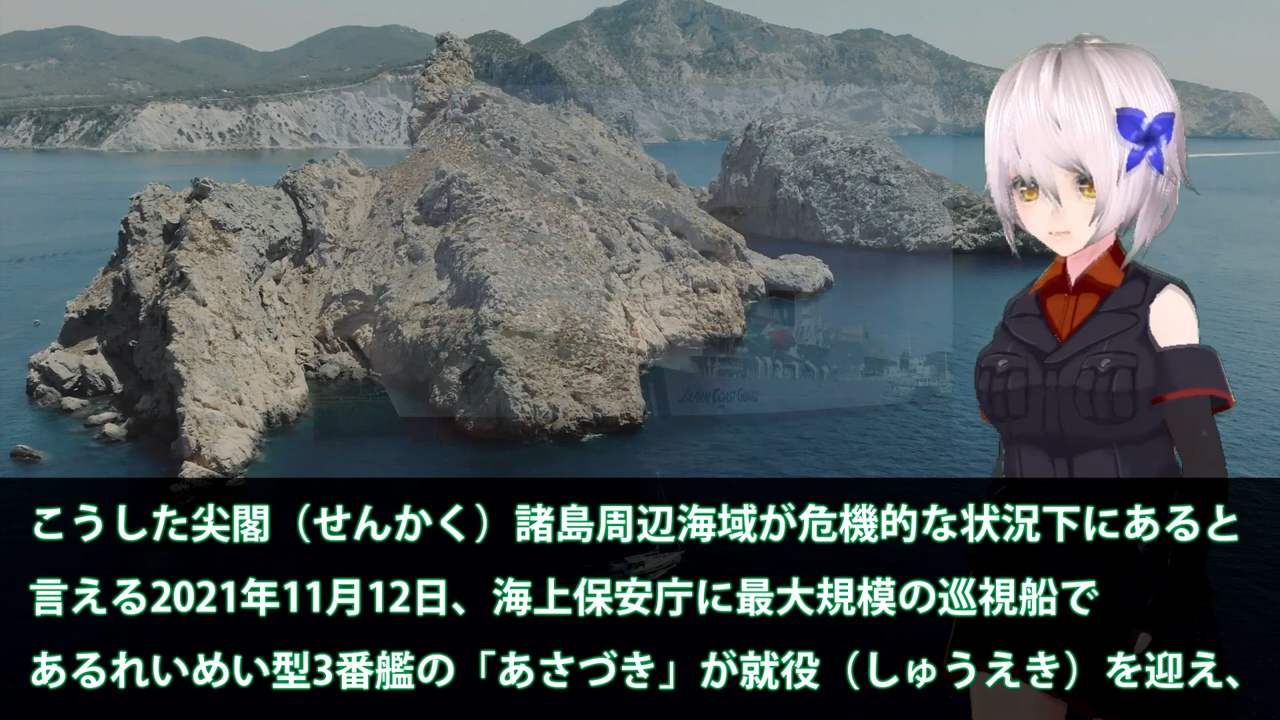 JAPAN COAST GUARD
こうした尖閣（せんかく）諸島周辺海域が危機的な状況下にあると
言える2021年11月12日、海上保安庁に最大規模の巡視船で
あるれいめい型3番艦の「あさづき」が就役（しゅうえき）を迎え、